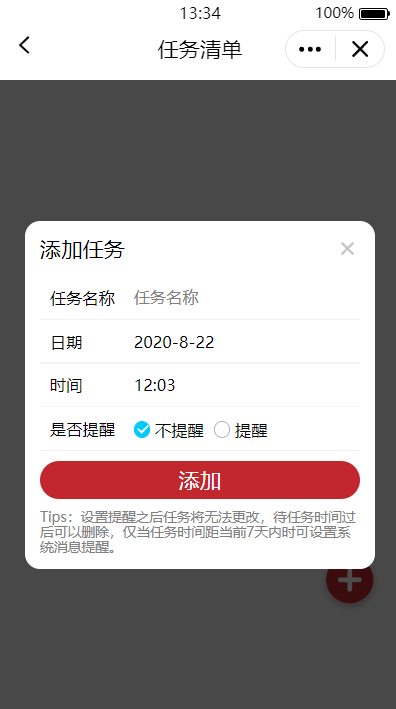 13:34
100%
任务清单
添加任务
任务名称 任务名称
日期 2020-8-22
时间 12:03
是否提醒 不提醒 提醒
添加
Tips：设置提醒之后任务将无法更改，待任务时间过
后可以删除，仅当任务时间距当前7天内时可设置系
统消息提醒。